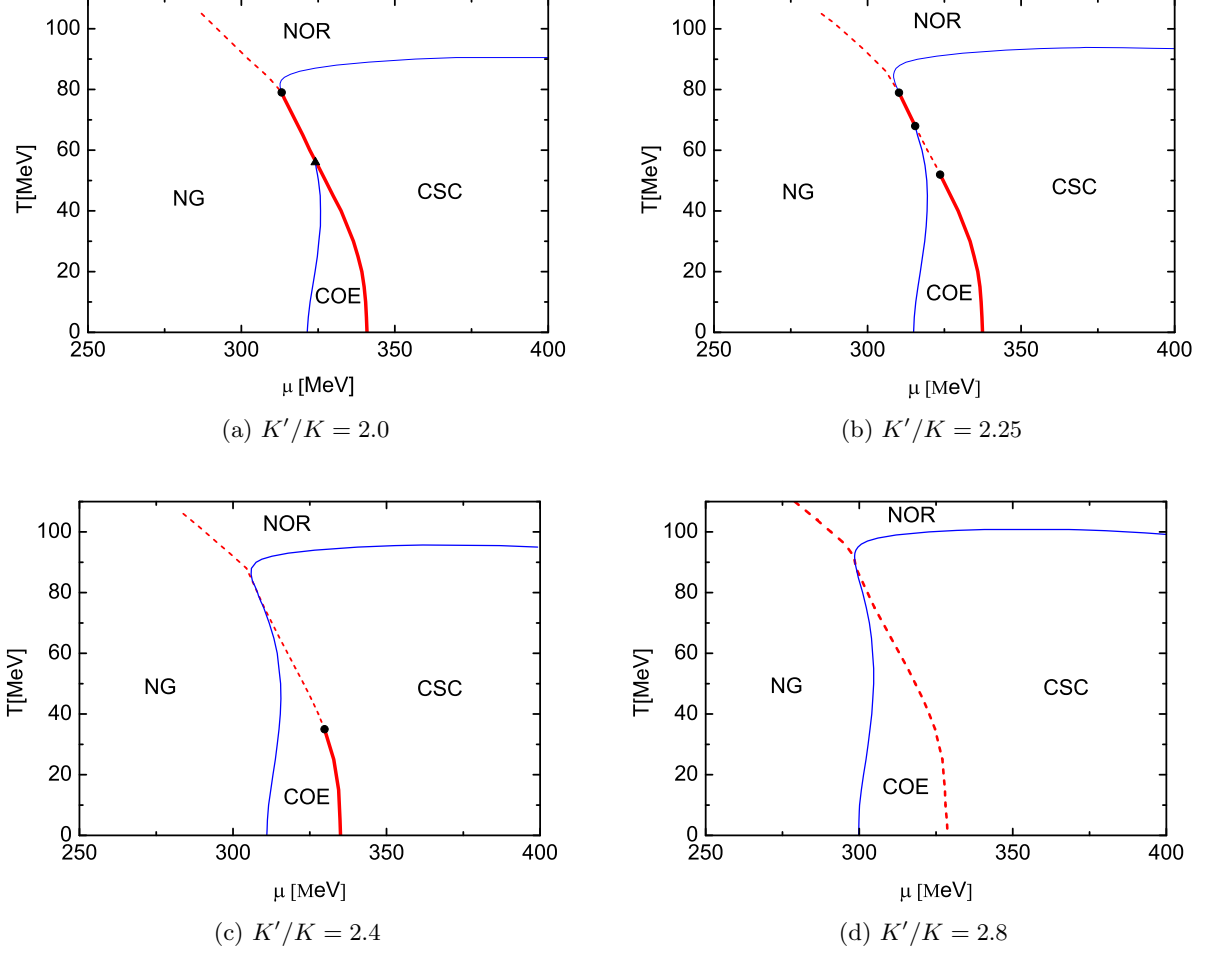 100
80
60
40
20
0
T[MeV]
NOR
NG
CSC
COE
250
300
350
400
μ [MeV]
(a) K′/K = 2.0
100
80
60
40
20
0
T[MeV]
NOR
NG
CSC
COE
250
300
350
400
μ [MeV]
(b) K′/K = 2.25
100
80
60
40
20
0
T[MeV]
NOR
NG
CSC
COE
250
300
350
400
μ [MeV]
(c) K′/K = 2.4
100
80
60
40
20
0
T[MeV]
NOR
NG
CSC
COE
250
300
350
400
μ [MeV]
(d) K′/K = 2.8